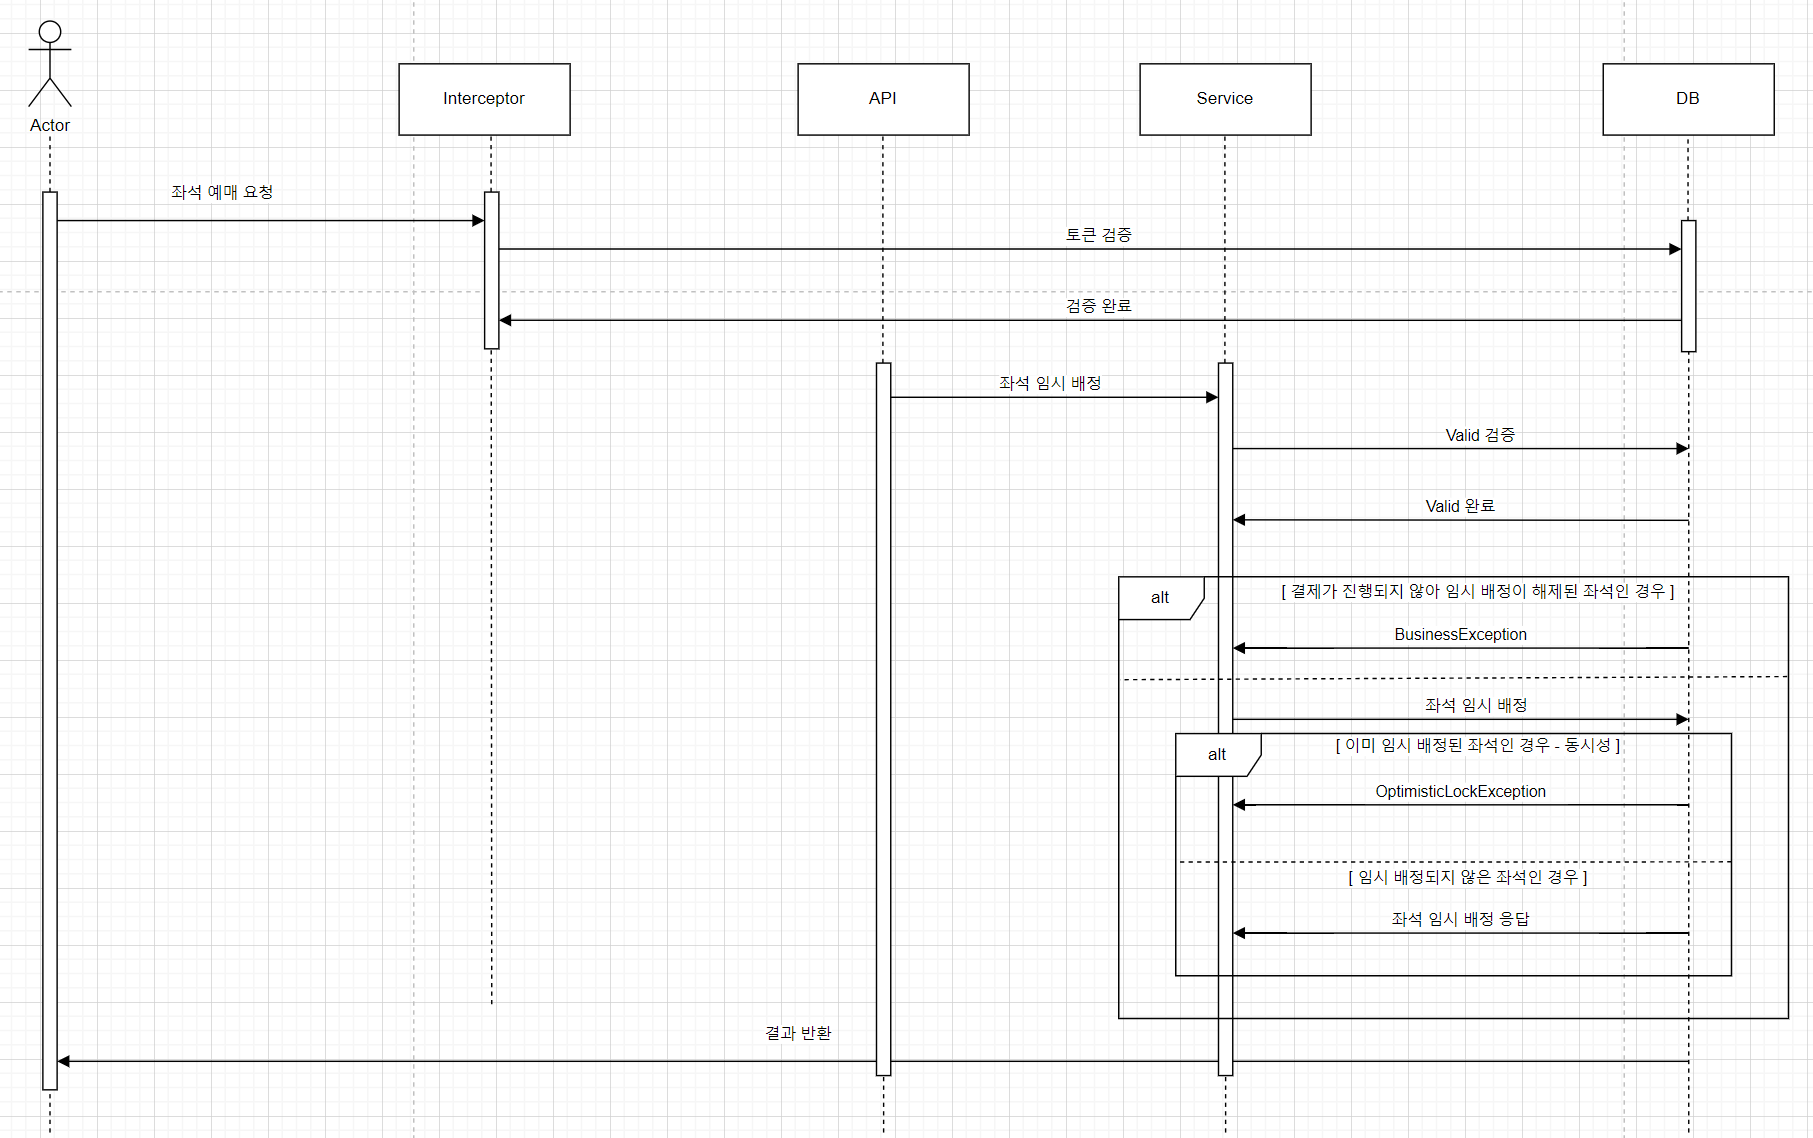 Actor
Interceptor
API
Service
DB
좌석 예매 요청
토큰 검증
검증 완료
좌석 임시 배정
Valid 검증
Valid 완료
alt
[ 결제가 진행되지 않아 임시 배정이 해제된 좌석인 경우 ]
BusinessException
좌석 임시 배정
alt
[ 이미 임시 배정된 좌석인 경우 - 동시성 ]
OptimisticLockException
[ 임시 배정되지 않은 좌석인 경우 ]
좌석 임시 배정 응답
결과 반환